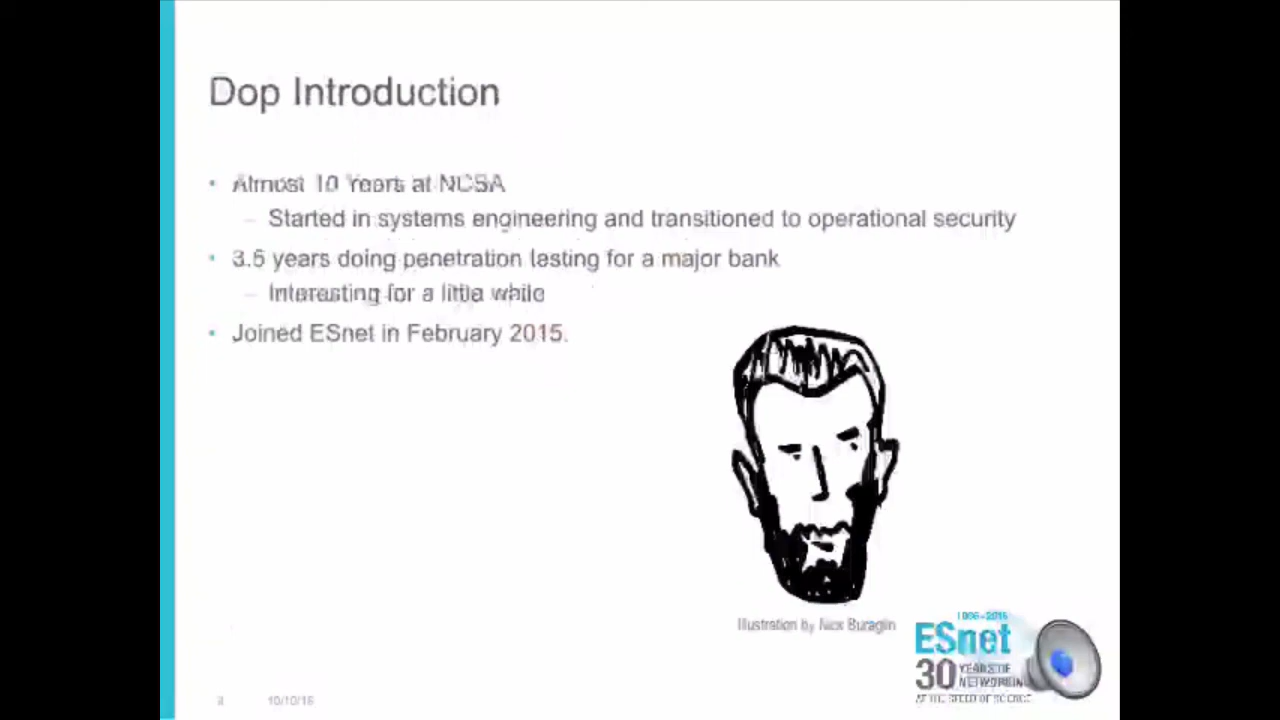 Dop Introduction
• Almost 10 Years at NCSA
– Started in systems engineering and transitioned to operational security
• 3.5 years doing penetration testing for a major bank
– Interesting for a little while
• Joined ESnet in February 2015.
Illustration by Nick Buraglio
ESnet
30 YEARS OF
NETWORKING
AT THE SPEED OF SCIENCE
10/10/16